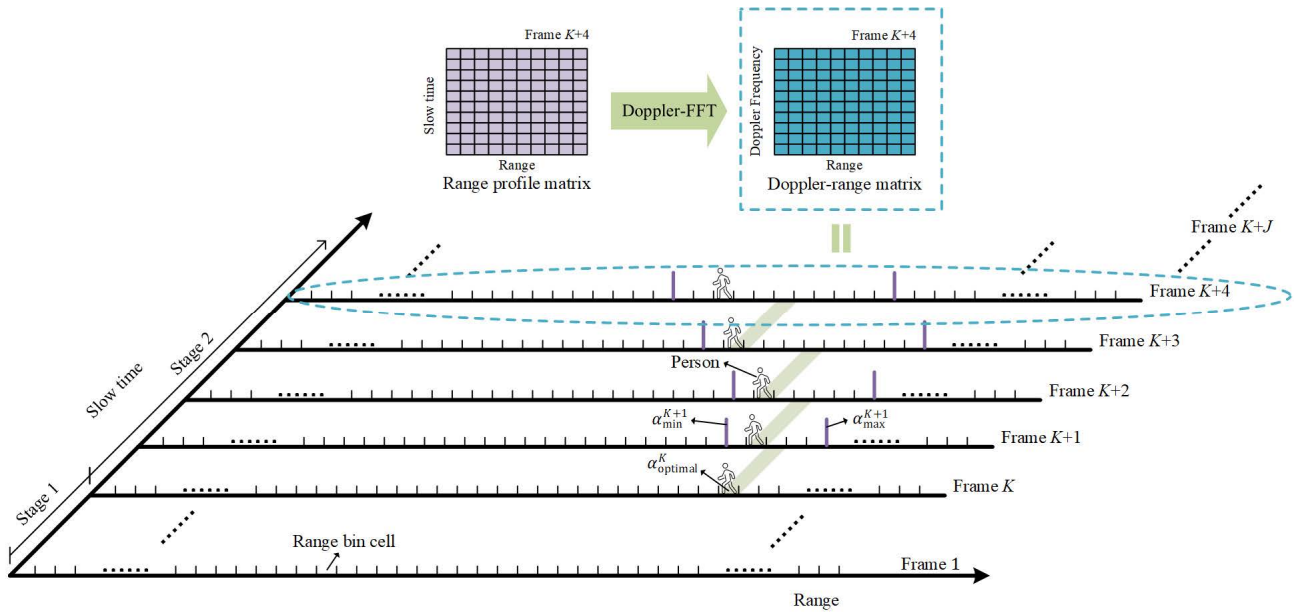 Frame K+4
Slow time
Range
Range profile matrix
Doppler-FFT
Frame K+4
Doppler Frequency
Range
Doppler-range matrix
Frame K+J
Frame K+4
Frame K+3
Stage 2
Slow time
Person
Frame K+2
α_min^{K+1}
α_max^{K+1}
Frame K+1
α_optimal^K
Frame K
Stage 1
Range bin cell
Frame 1
Range